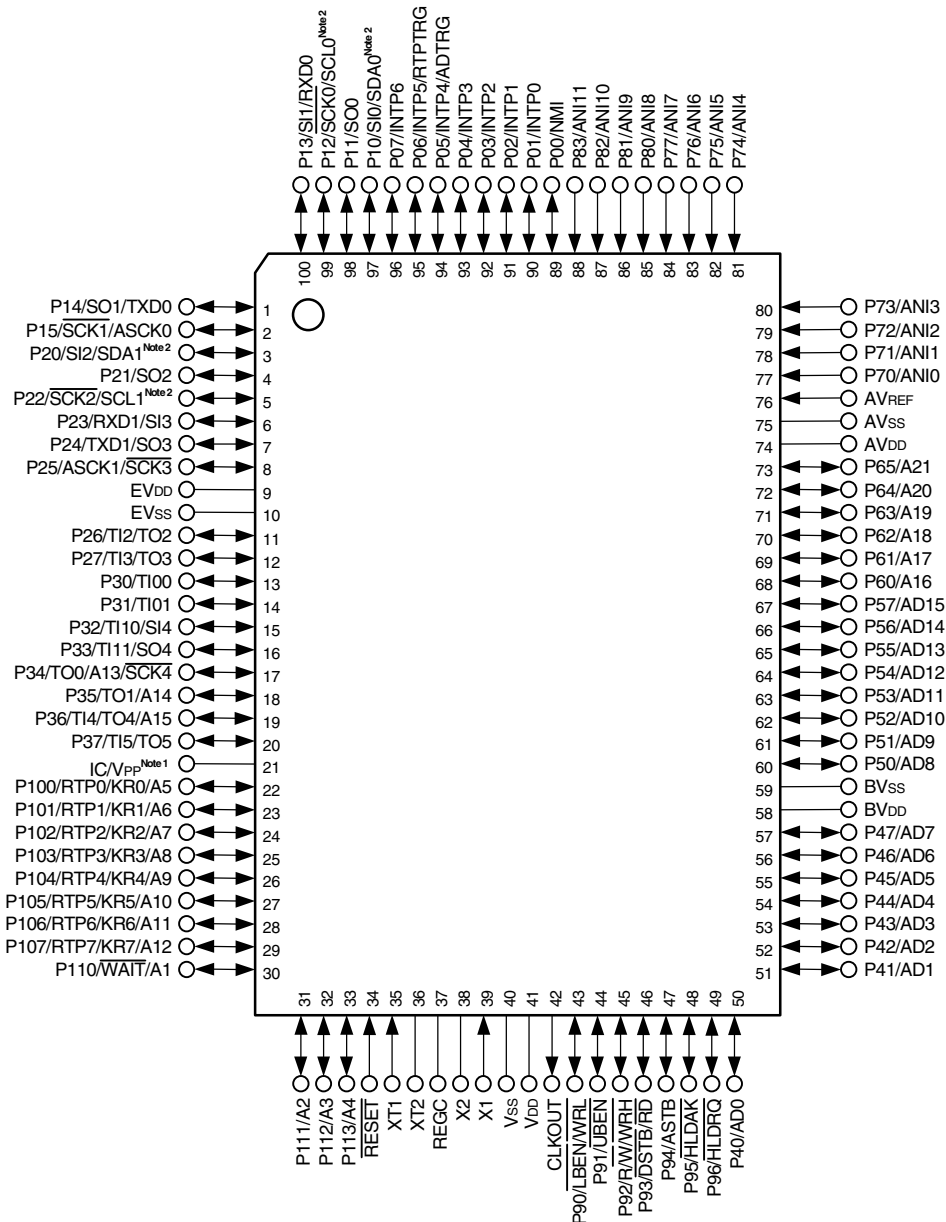 P13/SI1/RXD0
P12/SCK0/SCL0Note 2
P11/SO0
P10/SI0/SDA0Note 2
P07/INTP6
P06/INTP5/RTPTRG
P05/INTP4/ADTRG
P04/INTP3
P03/INTP2
P02/INTP1
P01/INTP0
P00/NMI
P83/ANI11
P82/ANI10
P81/ANI9
P80/ANI8
P77/ANI7
P76/ANI6
P75/ANI5
P74/ANI4
100 99 98 97 96 95 94 93 92 91 90 89 88 87 86 85 84 83 82 81
P14/SO1/TXD0 1 80 P73/ANI3
P15/SCK1/ASCK0 2 79 P72/ANI2
P20/SI2/SDA1Note 2 3 78 P71/ANI1
P21/SO2 4 77 P70/ANI0
P22/SCK2/SCL1Note 2 5 76 AVREF
P23/RXD1/SI3 6 75 AVSS
P24/TXD1/SO3 7 74 AVDD
P25/ASCK1/SCK3 8 73 P65/A21
EVDD 9 72 P64/A20
EVSS 10 71 P63/A19
P26/TI2/TO2 11 70 P62/A18
P27/TI3/TO3 12 69 P61/A17
P30/TI00 13 68 P60/A16
P31/TI01 14 67 P57/AD15
P32/TI10/SI4 15 66 P56/AD14
P33/TI11/SO4 16 65 P55/AD13
P34/TO0/A13/SCK4 17 64 P54/AD12
P35/TO1/A14 18 63 P53/AD11
P36/TI4/TO4/A15 19 62 P52/AD10
P37/TI5/TO5 20 61 P51/AD9
IC/VPPNote 1 21 60 P50/AD8
P100/RTP0/KR0/A5 22 59 BVSS
P101/RTP1/KR1/A6 23 58 BVDD
P102/RTP2/KR2/A7 24 57 P47/AD7
P103/RTP3/KR3/A8 25 56 P46/AD6
P104/RTP4/KR4/A9 26 55 P45/AD5
P105/RTP5/KR5/A10 27 54 P44/AD4
P106/RTP6/KR6/A11 28 53 P43/AD3
P107/RTP7/KR7/A12 29 52 P42/AD2
P110/WAIT/A1 30 51 P41/AD1
31 32 33 34 35 36 37 38 39 40 41 42 43 44 45 46 47 48 49 50
P111/A2
P112/A3
P113/A4
RESET
XT1
XT2
REGC
X2
X1
VSS
VDD
CLKOUT
P90/LBEN/WRL
P91/UBEN
P92/R/W/WRH
P93/DSTB/RD
P94/ASTB
P95/HLDAK
P96/HLDRQ
P40/AD0